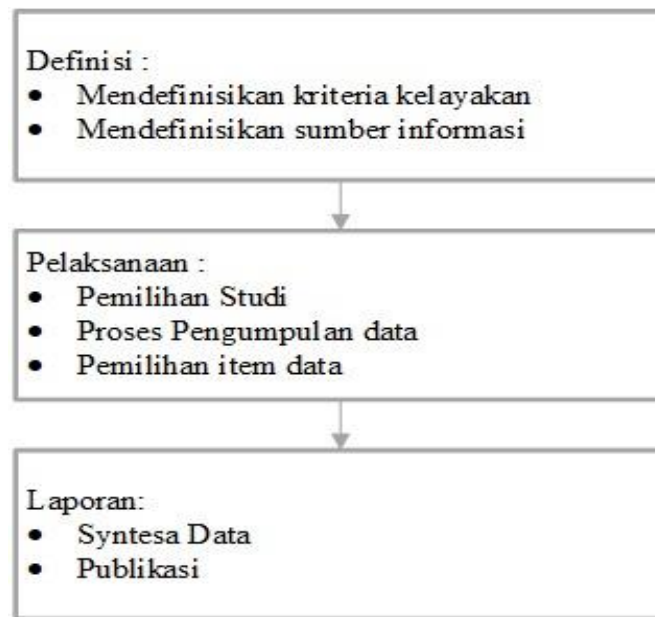 Definisi :
● Mendefinisikan kriteria kelayakan
● Mendefinisikan sumber informasi
Pelaksanaan :
● Pemilihan Studi
● Proses Pengumpulan data
● Pemilihan item data
Laporan:
● Syntesa Data
● Publikasi